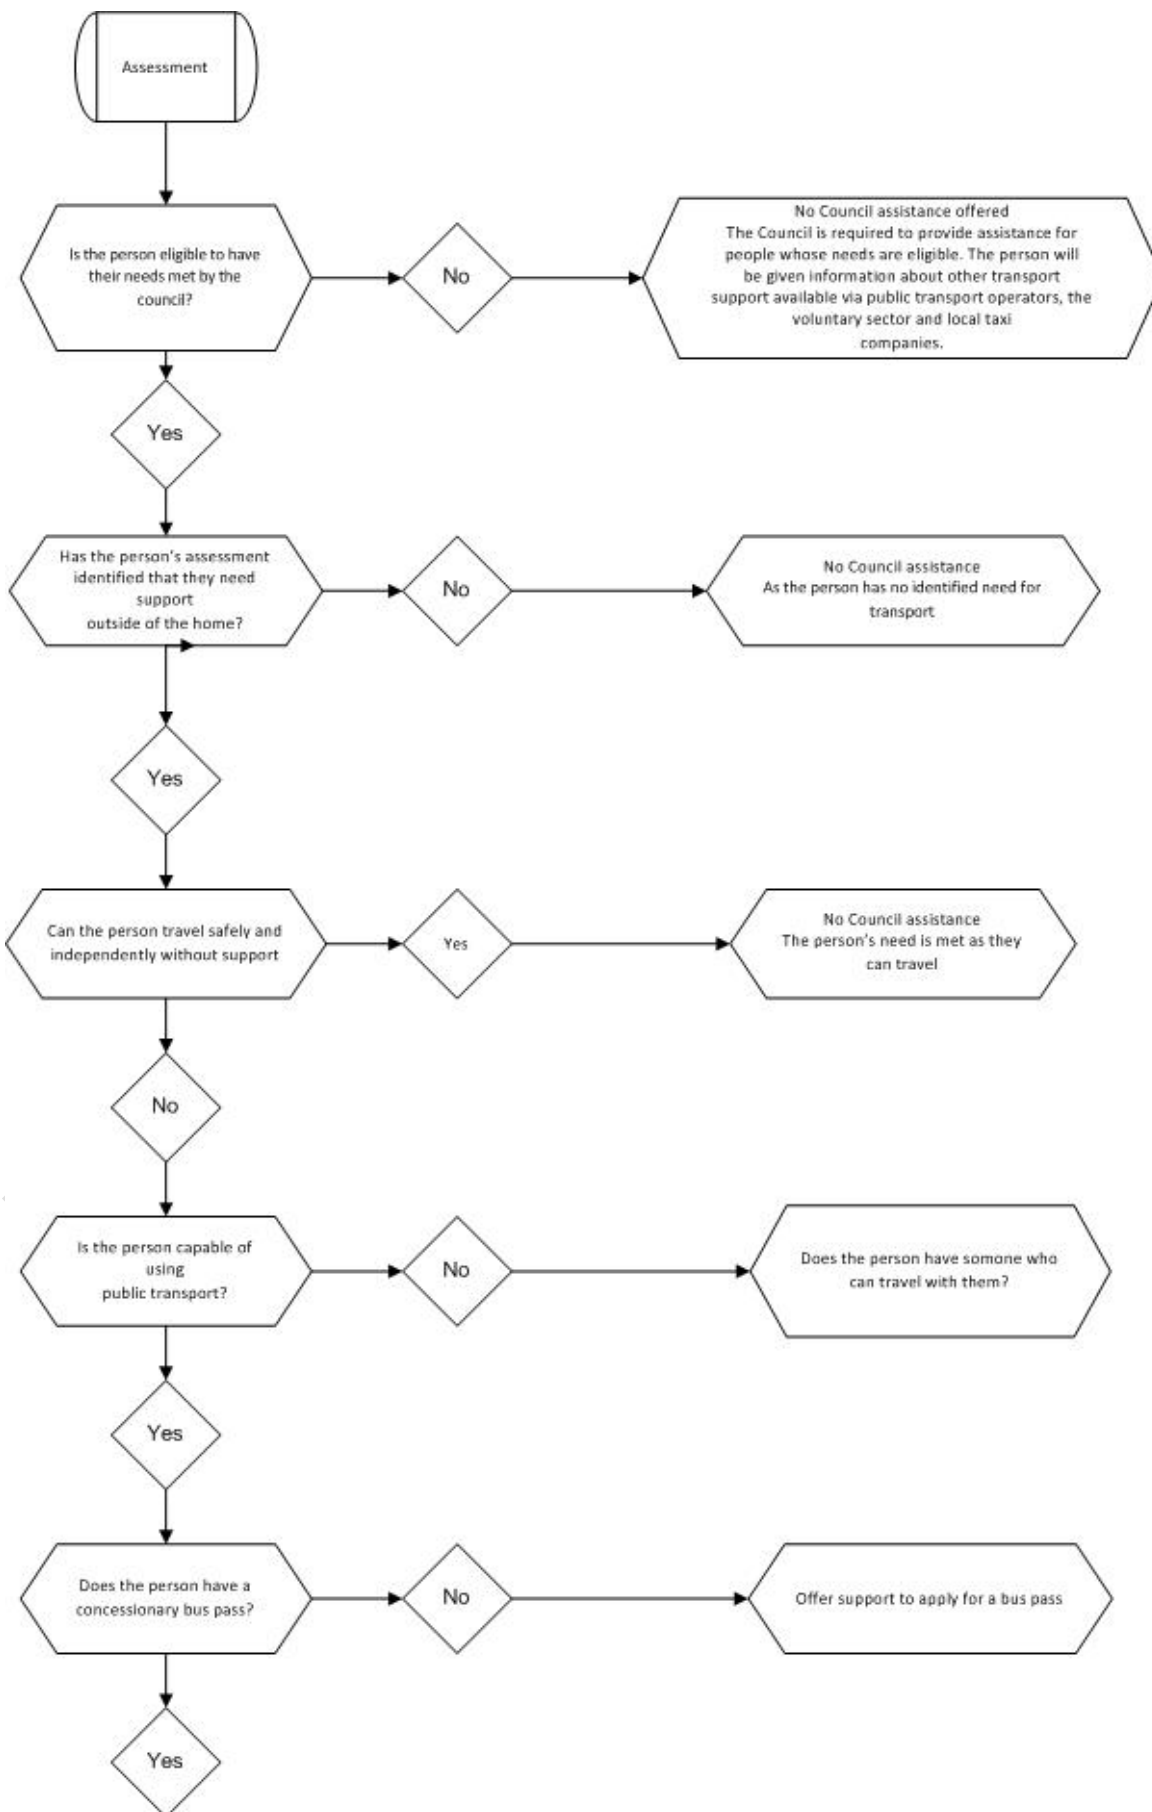 Assessment
Is the person eligible to have
their needs met by the
council?
No
No Council assistance offered
The Council is required to provide assistance for
people whose needs are eligible. The person will
be given information about other transport
support available via public transport operators, the
voluntary sector and local taxi
companies.
Yes
Has the person's assessment
identified that they need
support
outside of the home?
No
No Council assistance
As the person has no identified need for
transport
Yes
Can the person travel safely and
independently without support
Yes
No Council assistance
The person's need is met as they
can travel
No
Is the person capable of
using
public transport?
No
Does the person have somone who
can travel with them?
Yes
Does the person have a
concessionary bus pass?
No
Offer support to apply for a bus pass
Yes